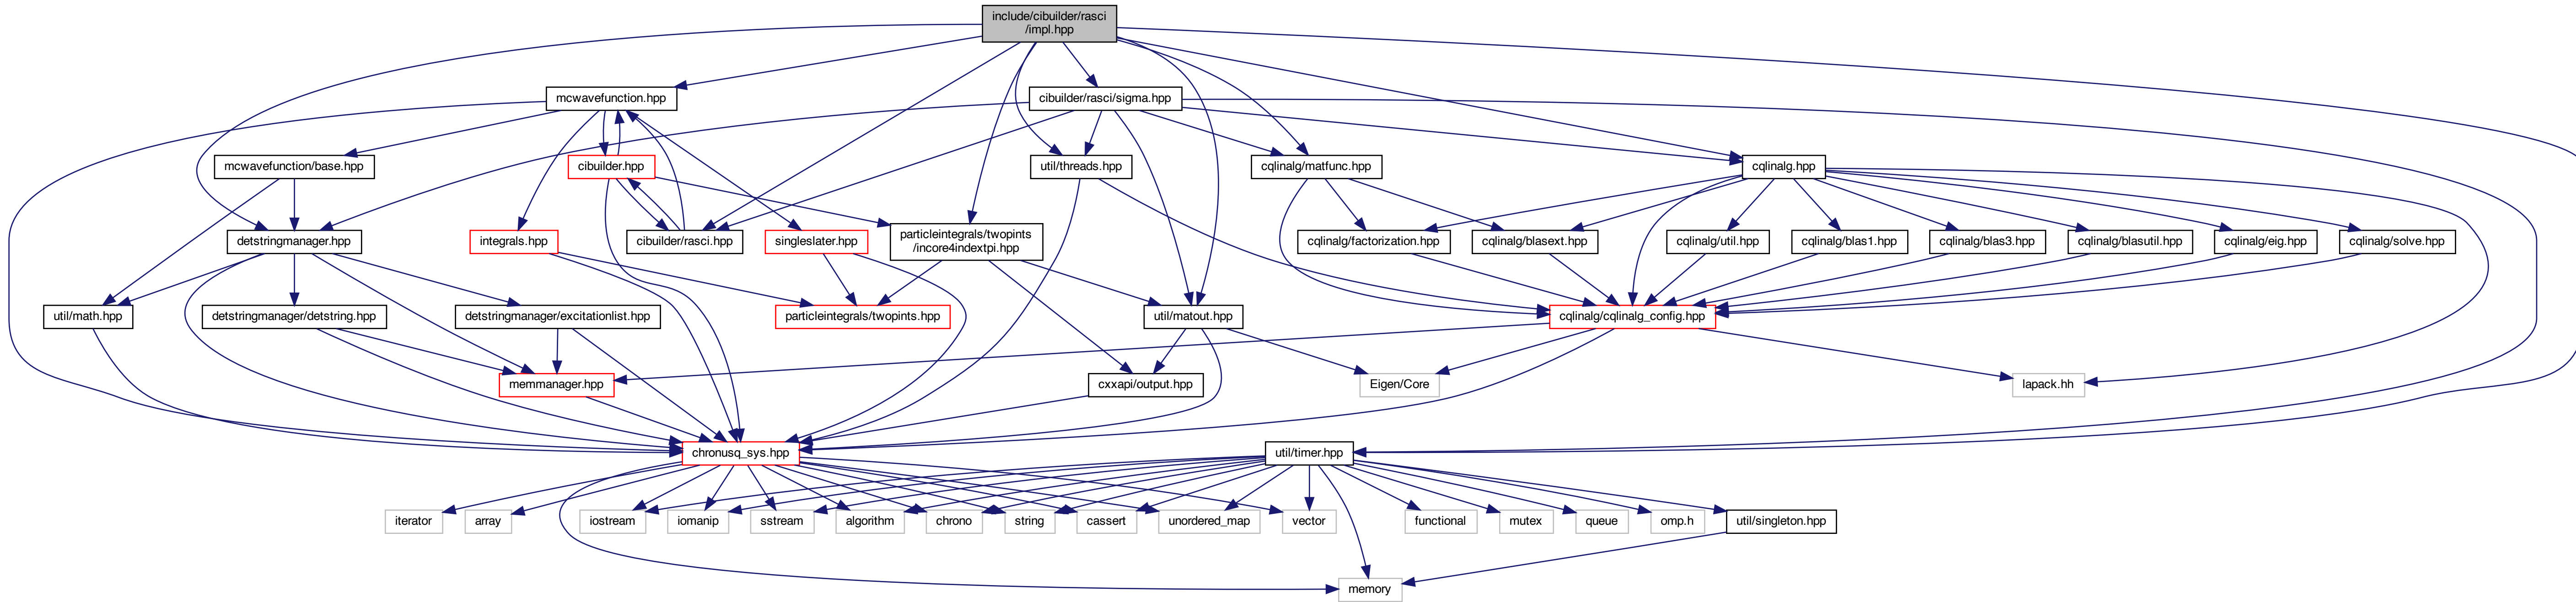 include/cibuilder/rasci
/impl.hpp
mcwavefunction.hpp
cibuilder/rasci/sigma.hpp
mcwavefunction/base.hpp
cibuilder.hpp
util/threads.hpp
cqlinalg/matfunc.hpp
cqlinalg.hpp
detstringmanager.hpp
integrals.hpp
cibuilder/rasci.hpp
singleslater.hpp
particleintegrals/twopints
/incore4indextpi.hpp
cqlinalg/factorization.hpp
cqlinalg/blasext.hpp
cqlinalg/util.hpp
cqlinalg/blas1.hpp
cqlinalg/blas3.hpp
cqlinalg/blasutil.hpp
cqlinalg/eig.hpp
cqlinalg/solve.hpp
util/math.hpp
detstringmanager/detstring.hpp
detstringmanager/excitationlist.hpp
particleintegrals/twopints.hpp
util/matout.hpp
cqlinalg/cqlinalg_config.hpp
memmanager.hpp
cxxapi/output.hpp
Eigen/Core
lapack.hh
chronusq_sys.hpp
util/timer.hpp
iterator
array
iostream
iomanip
sstream
algorithm
chrono
string
cassert
unordered_map
vector
functional
mutex
queue
omp.h
util/singleton.hpp
memory